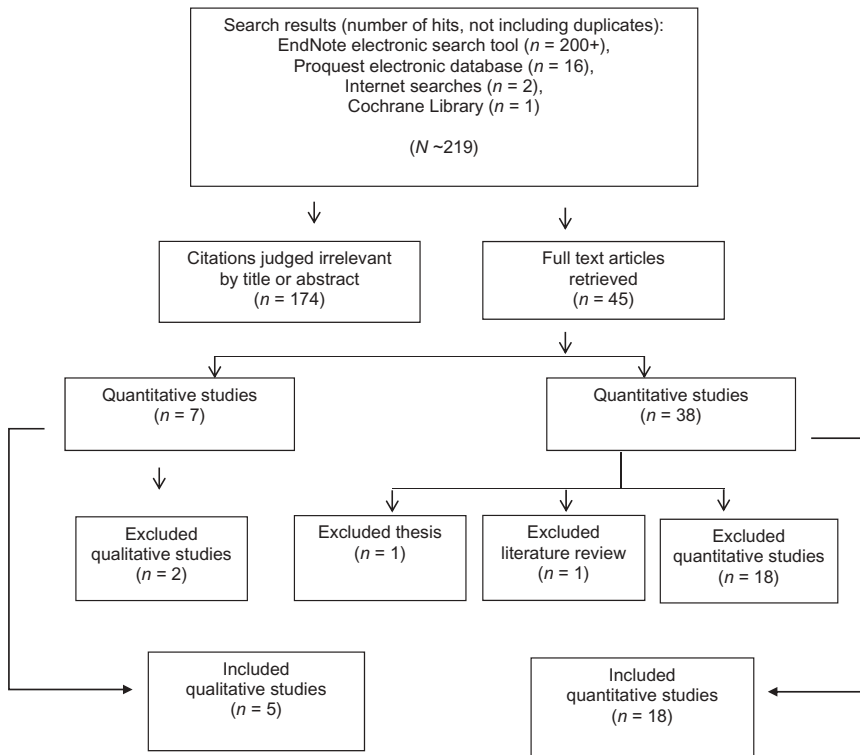 Search results (number of hits, not including duplicates):
EndNote electronic search tool (n = 200+),
Proquest electronic database (n = 16),
Internet searches (n = 2),
Cochrane Library (n = 1)
(N ~219)
Citations judged irrelevant
by title or abstract
(n = 174)
Full text articles
retrieved
(n = 45)
Quantitative studies
(n = 7)
Quantitative studies
(n = 38)
Excluded
qualitative studies
(n = 2)
Excluded thesis
(n = 1)
Excluded
literature review
(n = 1)
Excluded
quantitative studies
(n = 18)
Included
qualitative studies
(n = 5)
Included
quantitative studies
(n = 18)